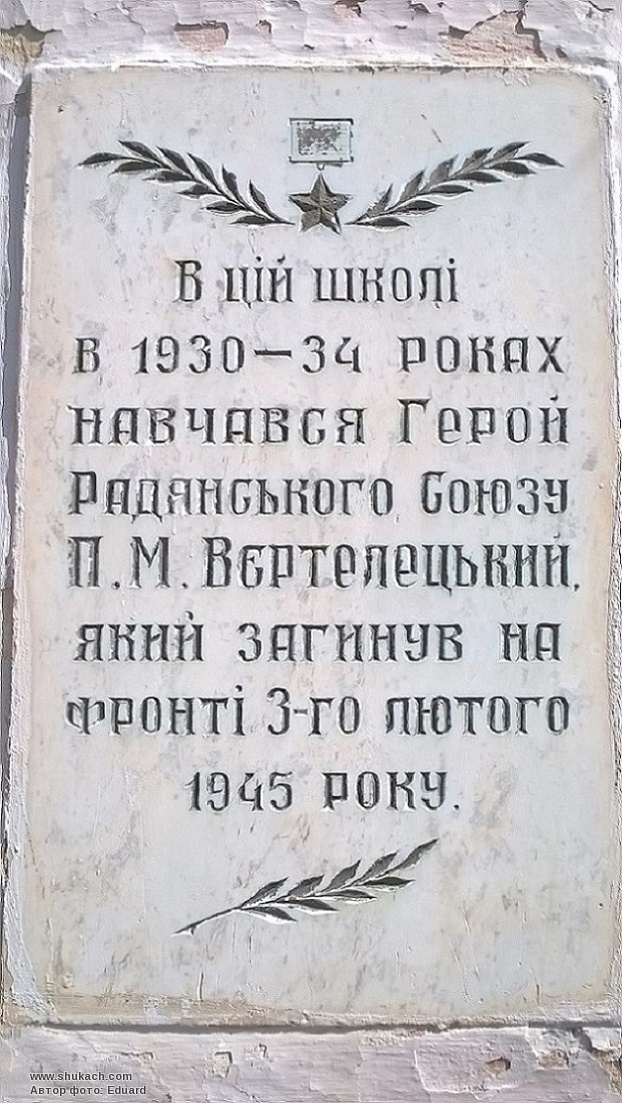 В цій школі
в 1930—34 роках
навчався Герой
Радянського Союзу
П.М. Вєртелецький,
який загинув на
фронті 3-го лютого
1945 року.
www.shukach.com
Автор фото: Eduard